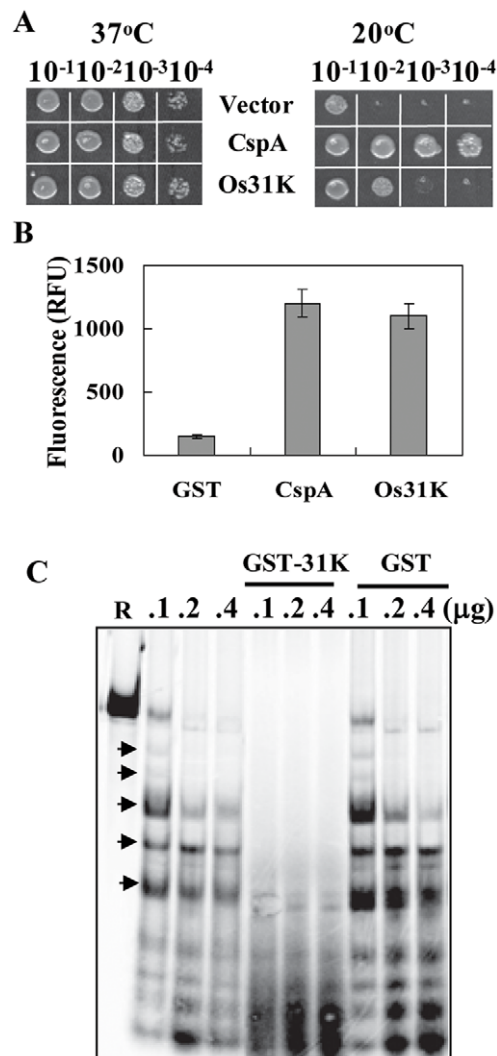 A
37°C 20°C
10-1 10-2 10-3 10-4 10-1 10-2 10-3 10-4
Vector
CspA
Os31K
B
Fluorescence (RFU)
1500
1000
500
0
GST CspA Os31K
C
GST-31K GST
R .1 .2 .4 .1 .2 .4 .1 .2 .4 (μg)